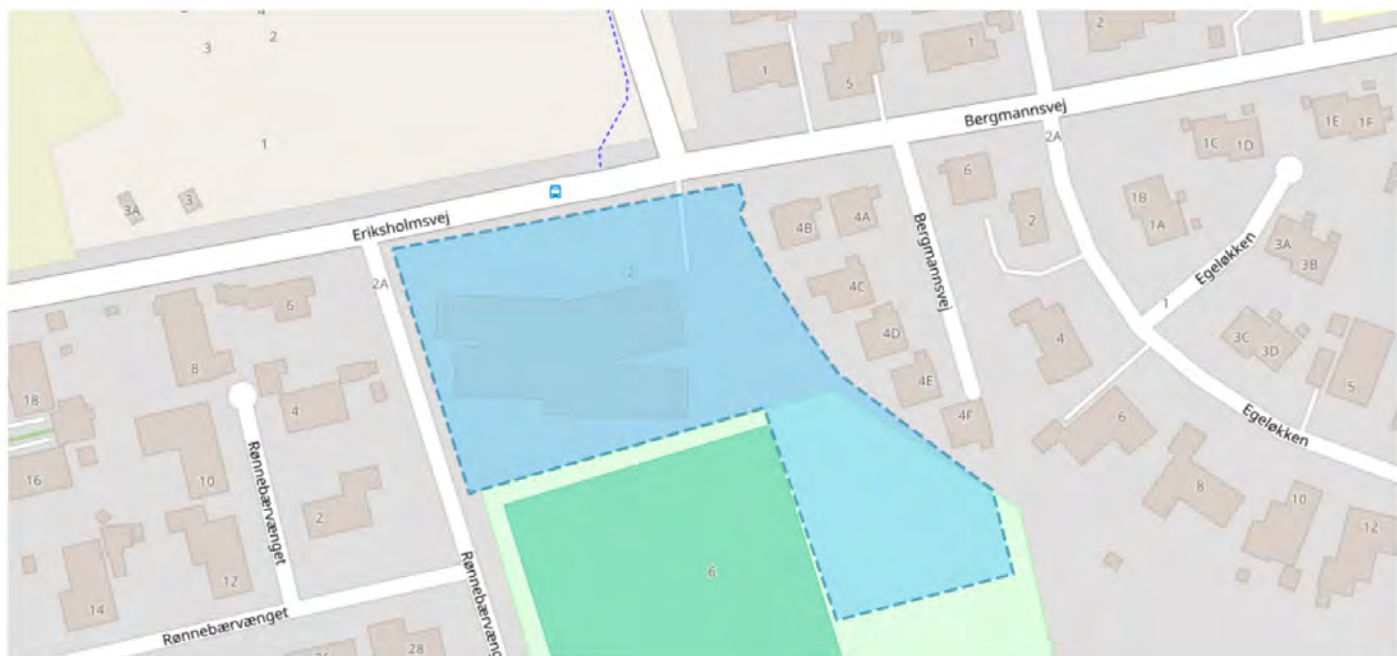 4
3
2
1
3A
3
1
5
1
2
Bergmannsvej
2A
1C
1D
1E
1F
Eriksholmsvej
6
2
1B
1A
4B
4A
Bergmannsvej
3A
3B
Egeløkken
2
2A
6
4C
1
8
4D
4
3C
3D
5
18
4
4E
4F
6
Egeløkken
16
10
Rønnebærvænget
2
8
10
12
14
12
Rønnebærvæng
6
Rønnebærvænget
28